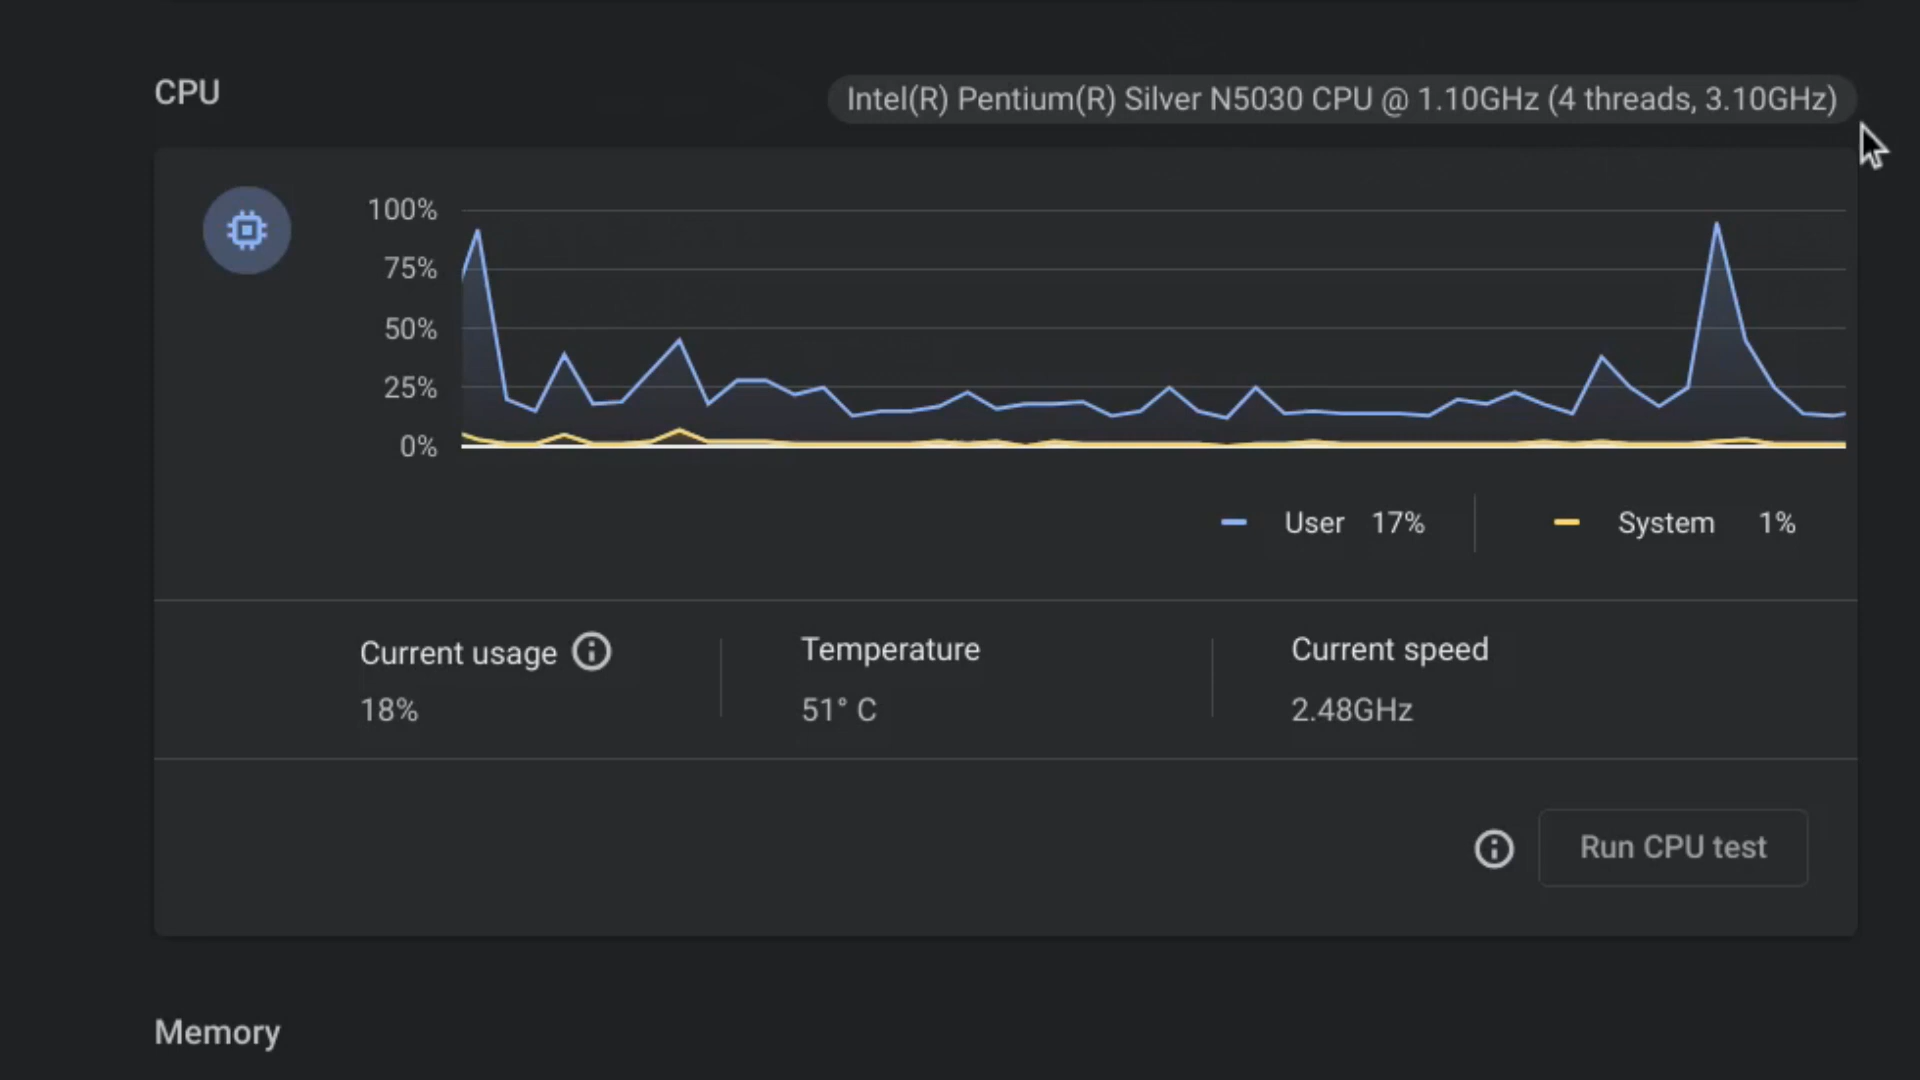 CPU
Intel(R) Pentium(R) Silver N5030 CPU @ 1.10GHz (4 threads, 3.10GHz)
100%
75%
50%
25%
0%
User 17%
System 1%
Current usage
18%
Temperature
51° C
Current speed
2.48GHz
Run CPU test
Memory